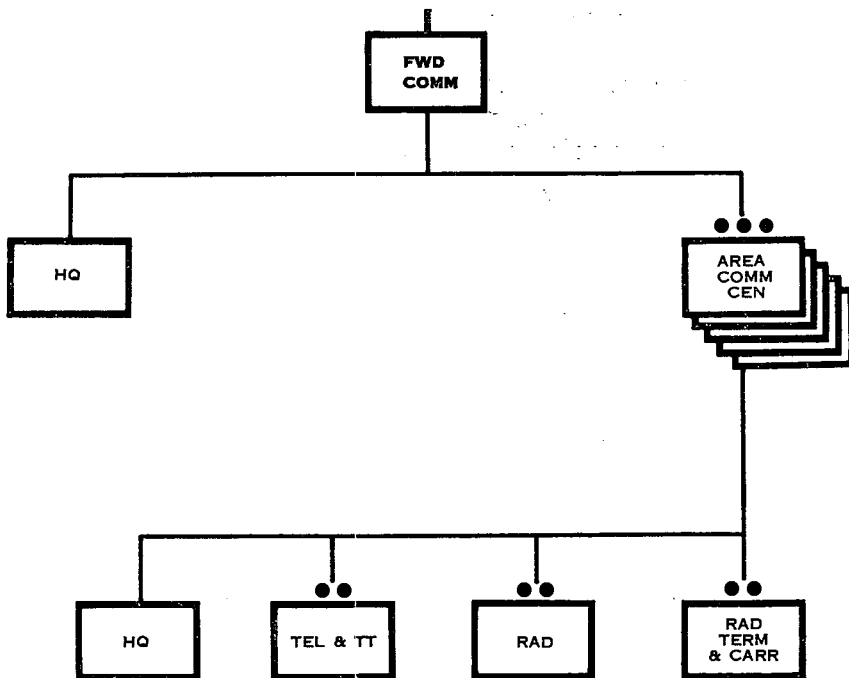 FWD
COMM
HQ
AREA
COMM
CEN
HQ
TEL & TT
RAD
RAD
TERM
& CARR